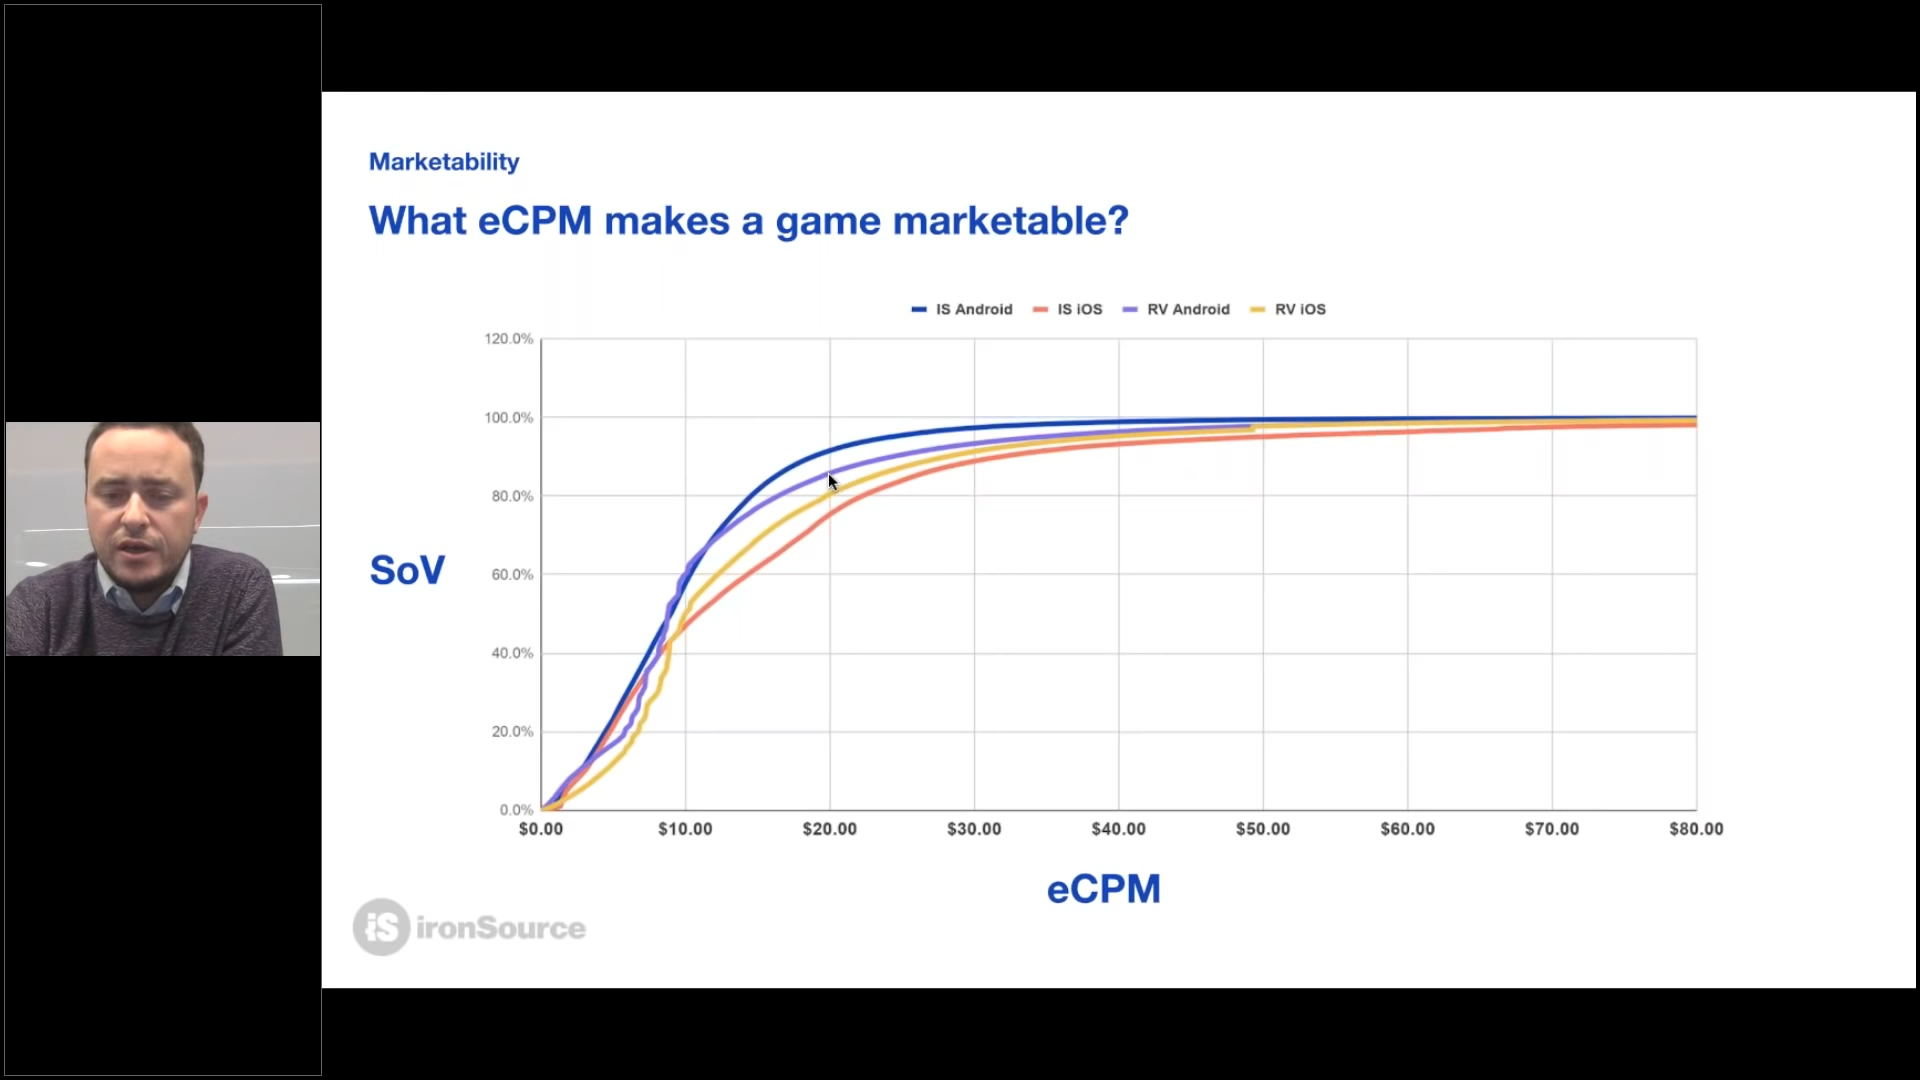 Marketability
What eCPM makes a game marketable?
IS Android IS iOS RV Android RV iOS
120.0%
100.0%
80.0%
60.0%
40.0%
20.0%
0.0%
SoV
$0.00 $10.00 $20.00 $30.00 $40.00 $50.00 $60.00 $70.00 $80.00
eCPM
iS ironSource